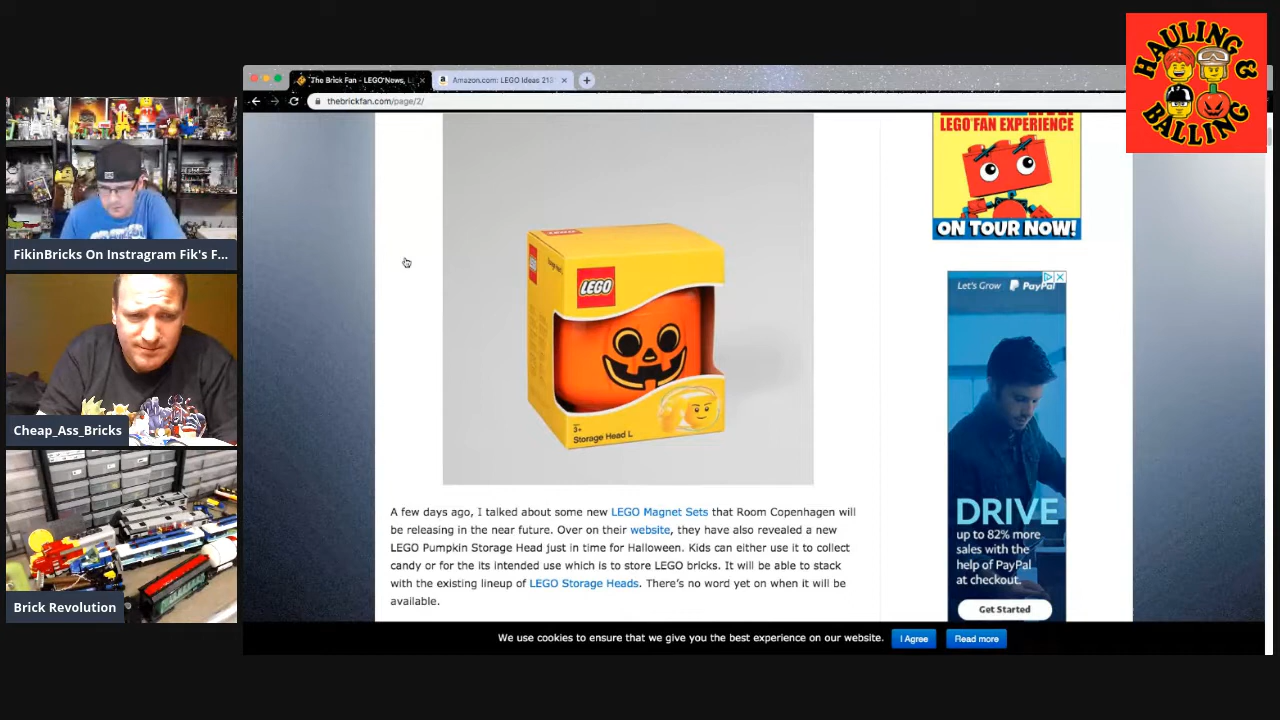 HAULING
&
BALLING
The Brick Fan - LEGO News, L
Amazon.com: LEGO Ideas 213
thebrickfan.com/page/2/
LEGO FAN EXPERIENCE
ON TOUR NOW!
FikinBricks On Instragram Fik's F...
Cheap_Ass_Bricks
Brick Revolution
LEGO
LEGO
LEGO
3+
Storage Head L
Let's Grow PayPal
DRIVE
up to 82% more
sales with the
help of PayPal
at checkout.
Get Started
A few days ago, I talked about some new LEGO Magnet Sets that Room Copenhagen will
be releasing in the near future. Over on their website, they have also revealed a new
LEGO Pumpkin Storage Head just in time for Halloween. Kids can either use it to collect
candy or for the its intended use which is to store LEGO bricks. It will be able to stack
with the existing lineup of LEGO Storage Heads. There's no word yet on when it will be
available.
We use cookies to ensure that we give you the best experience on our website.
I Agree
Read more